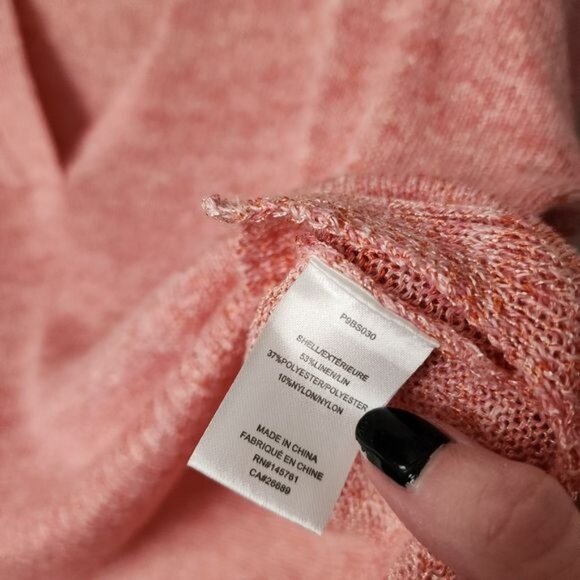 P9BS030
SHELL/EXTÉRIEURE
53%LINEN/LIN
37%POLYESTER/POLYESTER
10%NYLON/NYLON
MADE IN CHINA
FABRIQUÉ EN CHINE
RN#145761
CA#26689